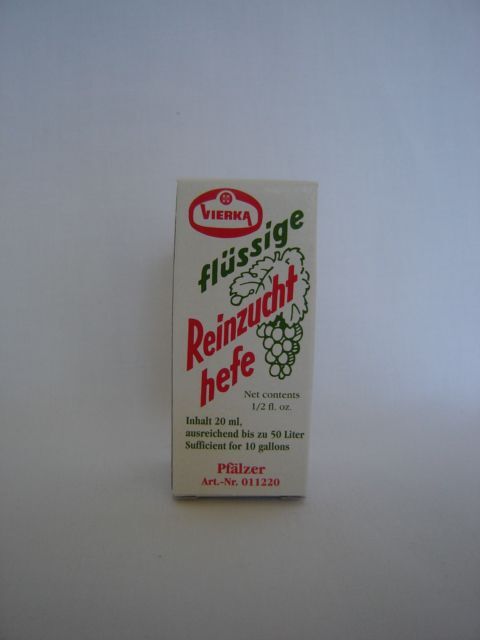 VIERKA
flüssige
Reinzucht
hefe
Net contents
1/2 fl. oz.
Inhalt 20 ml,
ausreichend bis zu 50 Liter
Sufficient for 10 gallons
Pfälzer
Art.-Nr. 011220